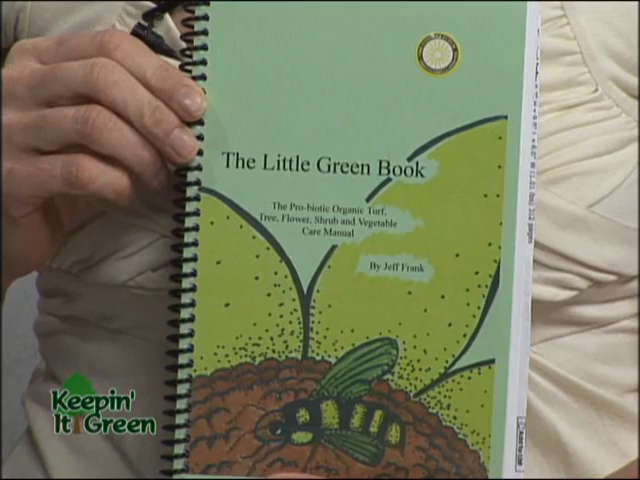 The Little Green Book
The Pro-biotic Organic Turf,
Tree, Flower, Shrub and Vegetable
Care Manual
By Jeff Frank
Keepin'
It Green